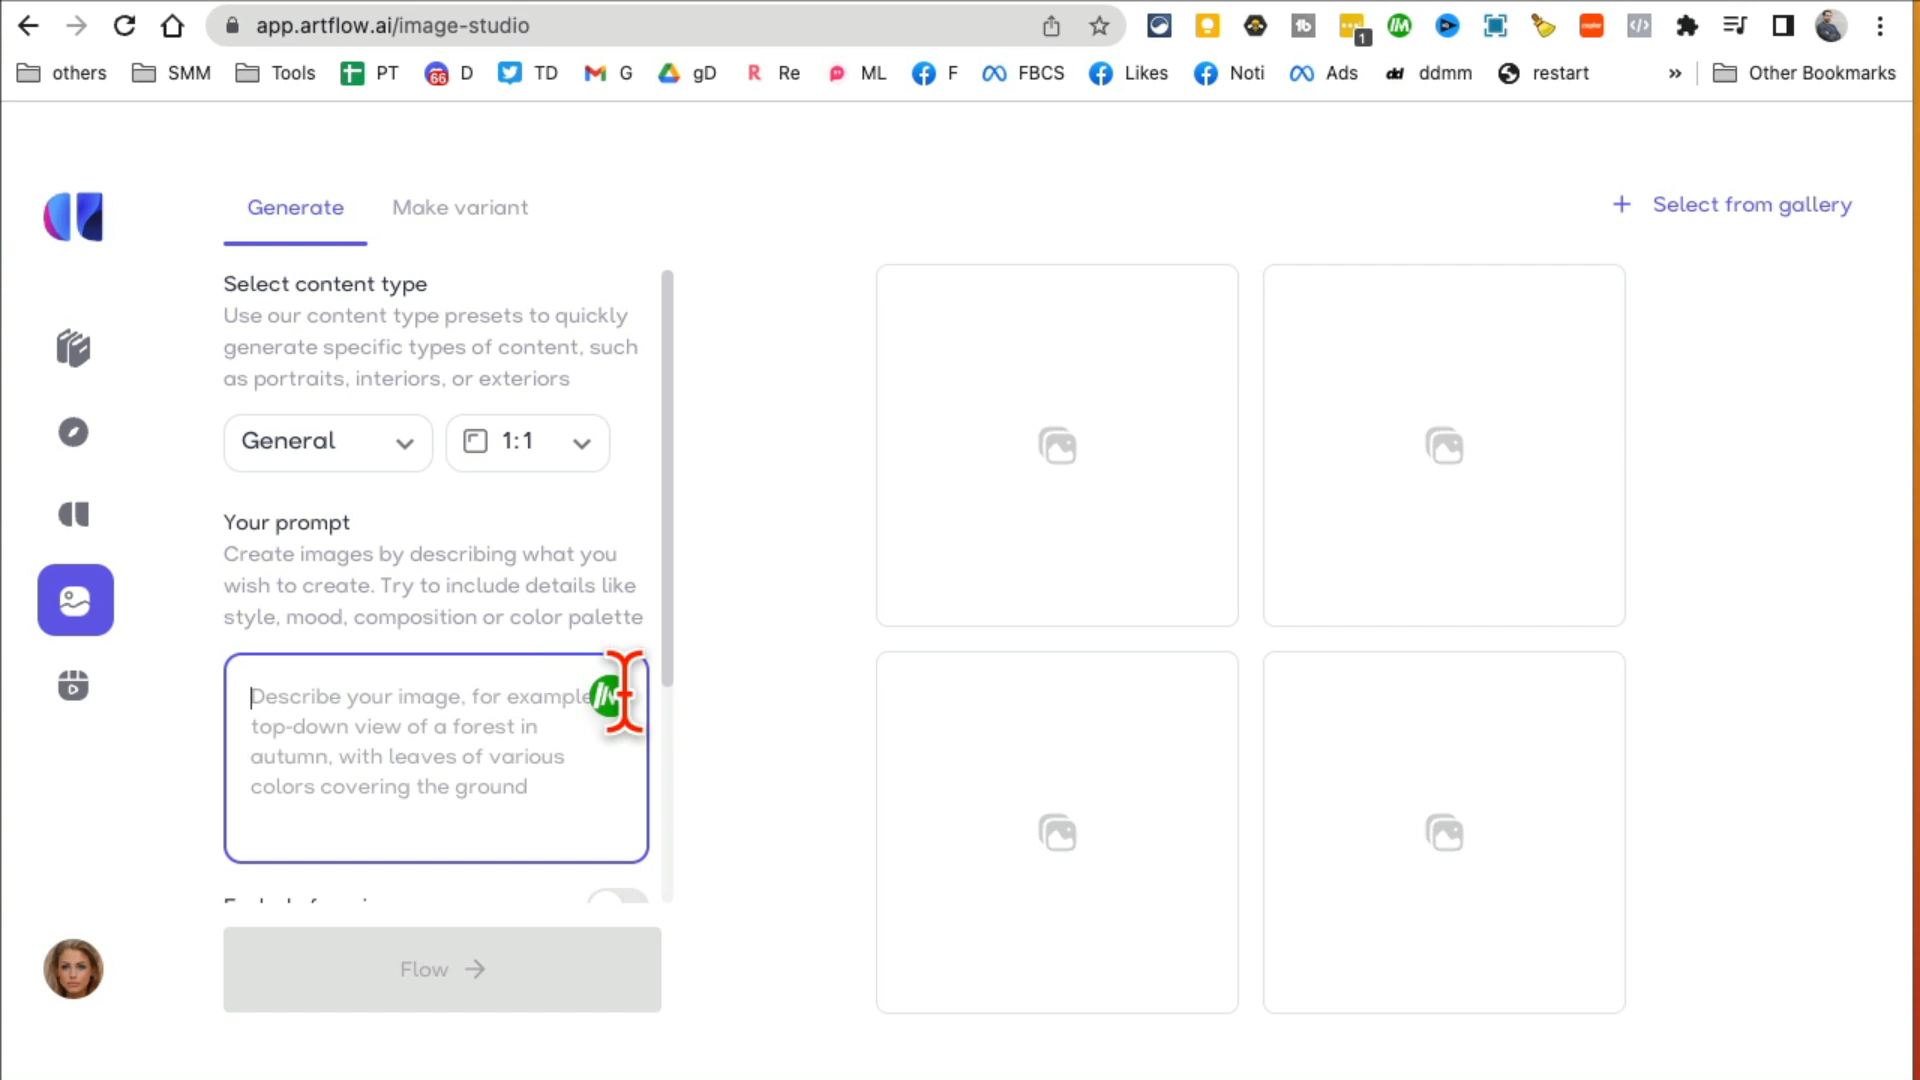 app.artflow.ai/image-studio
1
others SMM Tools PT 66 D TD G gD Re ML F FBCS Likes Noti Ads ddmm restart » Other Bookmarks
Generate Make variant
+ Select from gallery
Select content type
Use our content type presets to quickly
generate specific types of content, such
as portraits, interiors, or exteriors
General 1:1
Your prompt
Create images by describing what you
wish to create. Try to include details like
style, mood, composition or color palette
Describe your image, for example
top-down view of a forest in
autumn, with leaves of various
colors covering the ground
Flow →